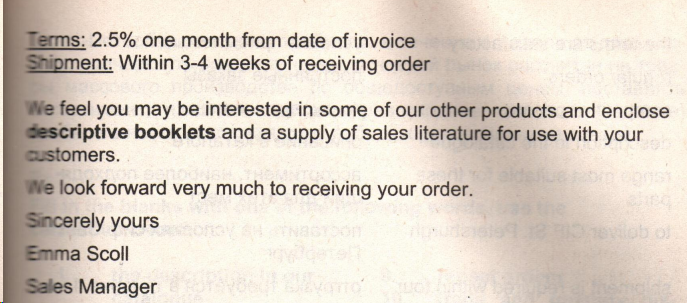 Terms: 2.5% one month from date of invoice
Shipment: Within 3-4 weeks of receiving order
We feel you may be interested in some of our other products and enclose
descriptive booklets and a supply of sales literature for use with your
customers.
We look forward very much to receiving your order.
Sincerely yours
Emma Scoll
Sales Manager